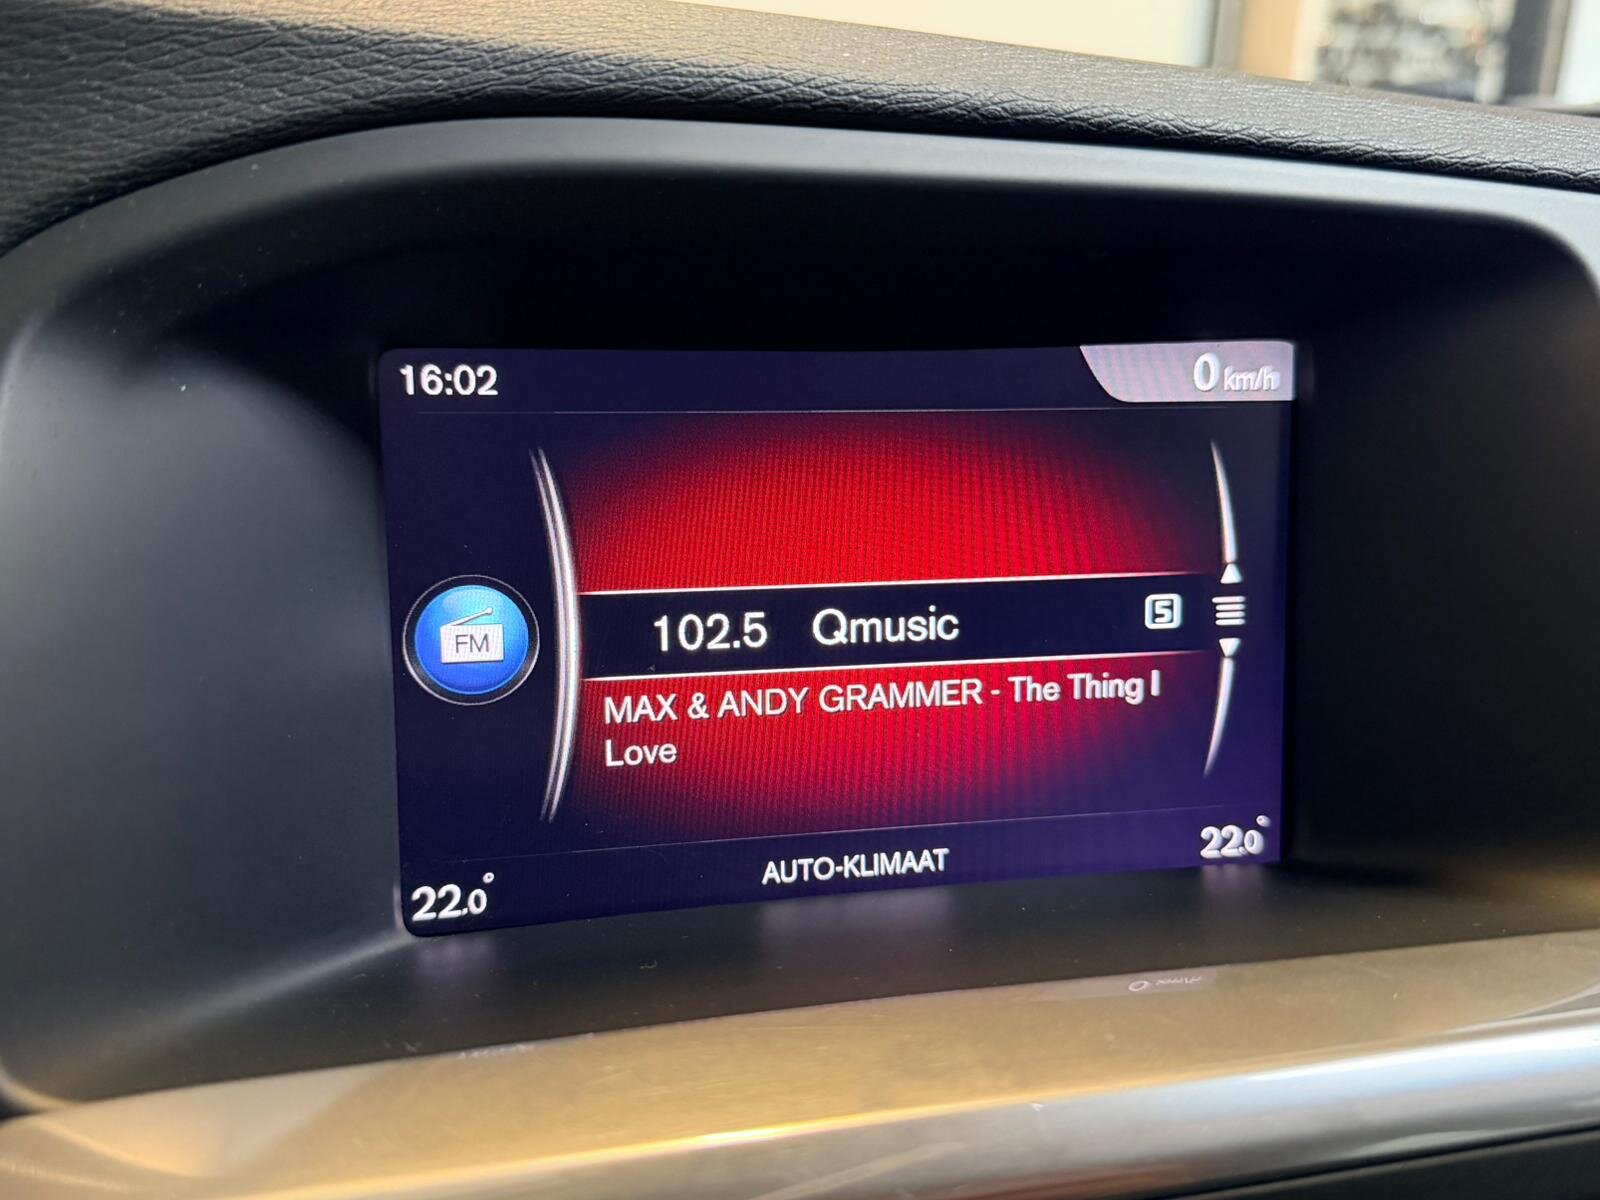 16:02
0 km/h
FM
102.5 Qmusic 5
MAX & ANDY GRAMMER - The Thing I
Love
22.0°
AUTO-KLIMAAT
22.0°